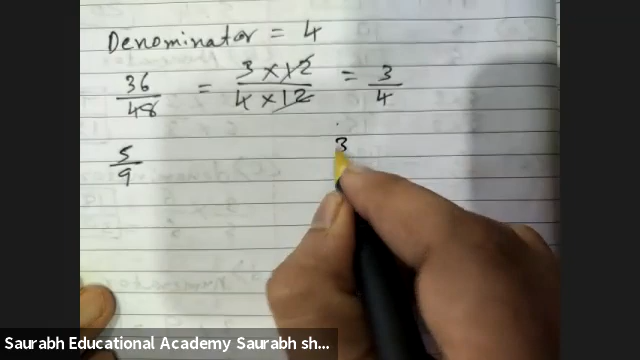 Denominator = 4
36/48 = 3 × 12/4 × 12 = 3/4
5/9 3
Saurabh Educational Academy Saurabh sh...